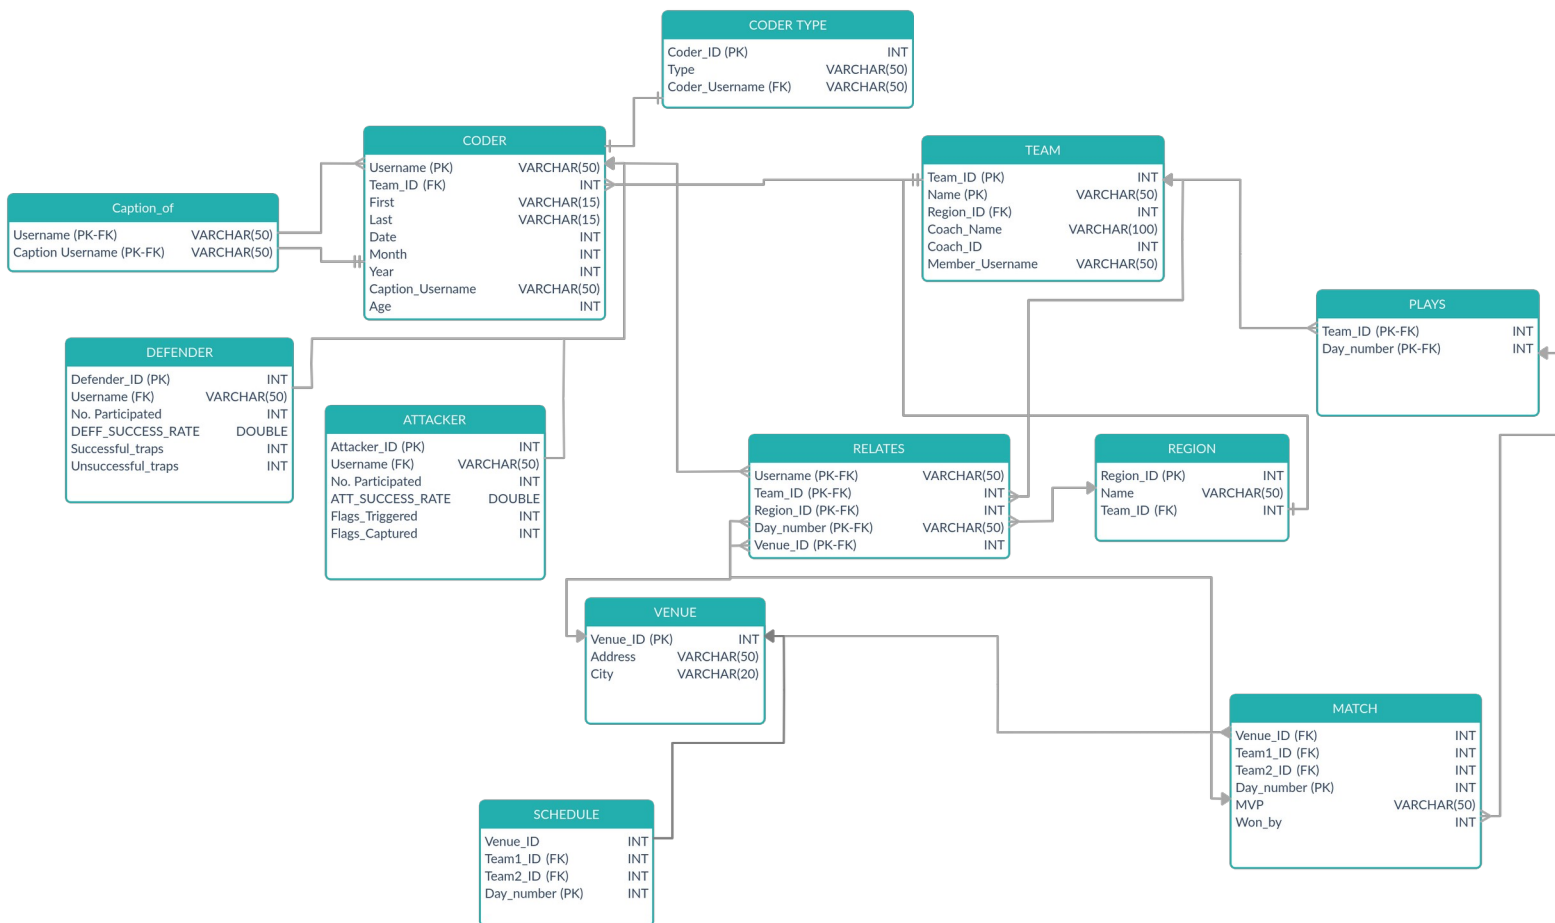 CODER TYPE
Coder_ID (PK) INT
Type VARCHAR(50)
Coder_Username (FK) VARCHAR(50)
CODER
Username (PK) VARCHAR(50)
Team_ID (FK) INT
First VARCHAR(15)
Last VARCHAR(15)
Date INT
Month INT
Year INT
Caption_Username VARCHAR(50)
Age INT
TEAM
Team_ID (PK) INT
Name (PK) VARCHAR(50)
Region_ID (FK) INT
Coach_Name VARCHAR(100)
Coach_ID INT
Member_Username VARCHAR(50)
Caption_of
Username (PK-FK) VARCHAR(50)
Caption Username (PK-FK) VARCHAR(50)
PLAYS
Team_ID (PK-FK) INT
Day_number (PK-FK) INT
DEFENDER
Defender_ID (PK) INT
Username (FK) VARCHAR(50)
No. Participated INT
DEFF_SUCCESS_RATE DOUBLE
Successful_traps INT
Unsuccessful_traps INT
ATTACKER
Attacker_ID (PK) INT
Username (FK) VARCHAR(50)
No. Participated INT
ATT_SUCCESS_RATE DOUBLE
Flags_Triggered INT
Flags_Captured INT
RELATES
Username (PK-FK) VARCHAR(50)
Team_ID (PK-FK) INT
Region_ID (PK-FK) INT
Day_number (PK-FK) VARCHAR(50)
Venue_ID (PK-FK) INT
REGION
Region_ID (PK) INT
Name VARCHAR(50)
Team_ID (FK) INT
VENUE
Venue_ID (PK) INT
Address VARCHAR(50)
City VARCHAR(20)
MATCH
Venue_ID (FK) INT
Team1_ID (FK) INT
Team2_ID (FK) INT
Day_number (PK) INT
MVP VARCHAR(50)
Won_by INT
SCHEDULE
Venue_ID INT
Team1_ID (FK) INT
Team2_ID (FK) INT
Day_number (PK) INT